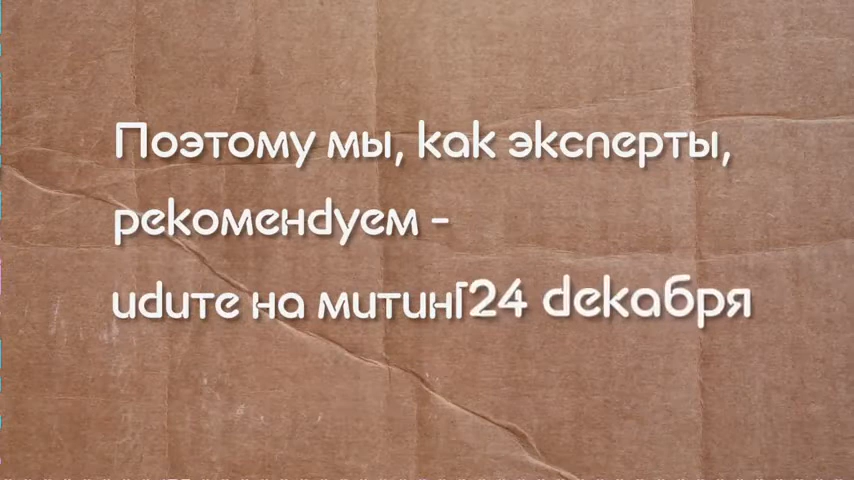 Поэтому мы, как эксперты,
рекомендуем -
идите на митинг 24 декабря